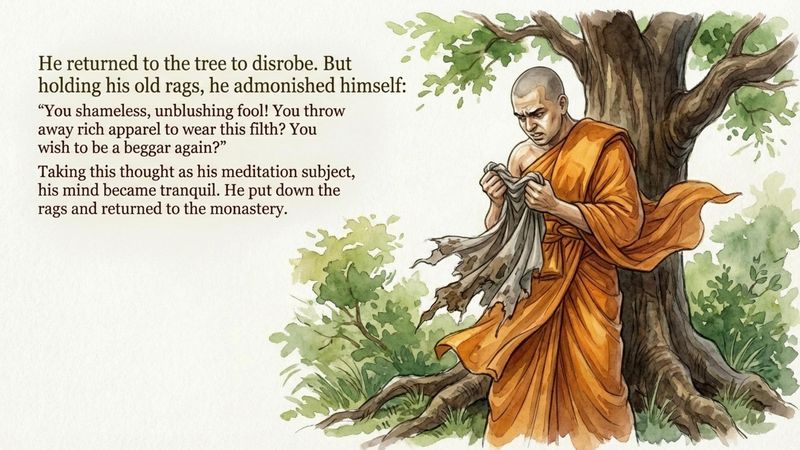 He returned to the tree to disrobe. But
holding his old rags, he admonished himself:
“You shameless, unblushing fool! You throw
away rich apparel to wear this filth? You
wish to be a beggar again?”
Taking this thought as his meditation subject,
his mind became tranquil. He put down the
rags and returned to the monastery.